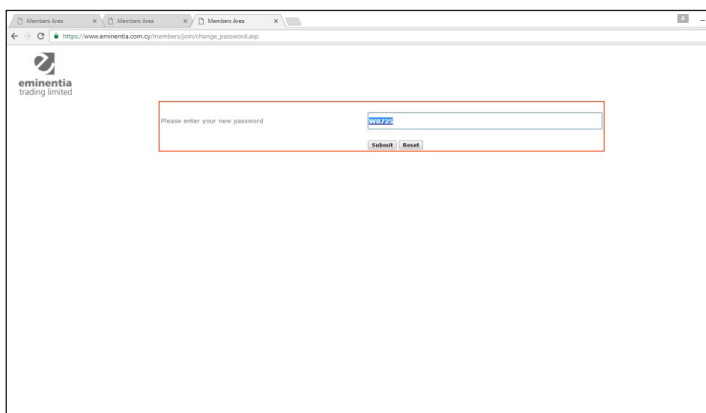 Members Area
Members Area
Members Area
https://www.eminentia.com.cy/members/join/change_password.asp
eminentia
trading limited
Please enter your new password
W8725
Submit Reset